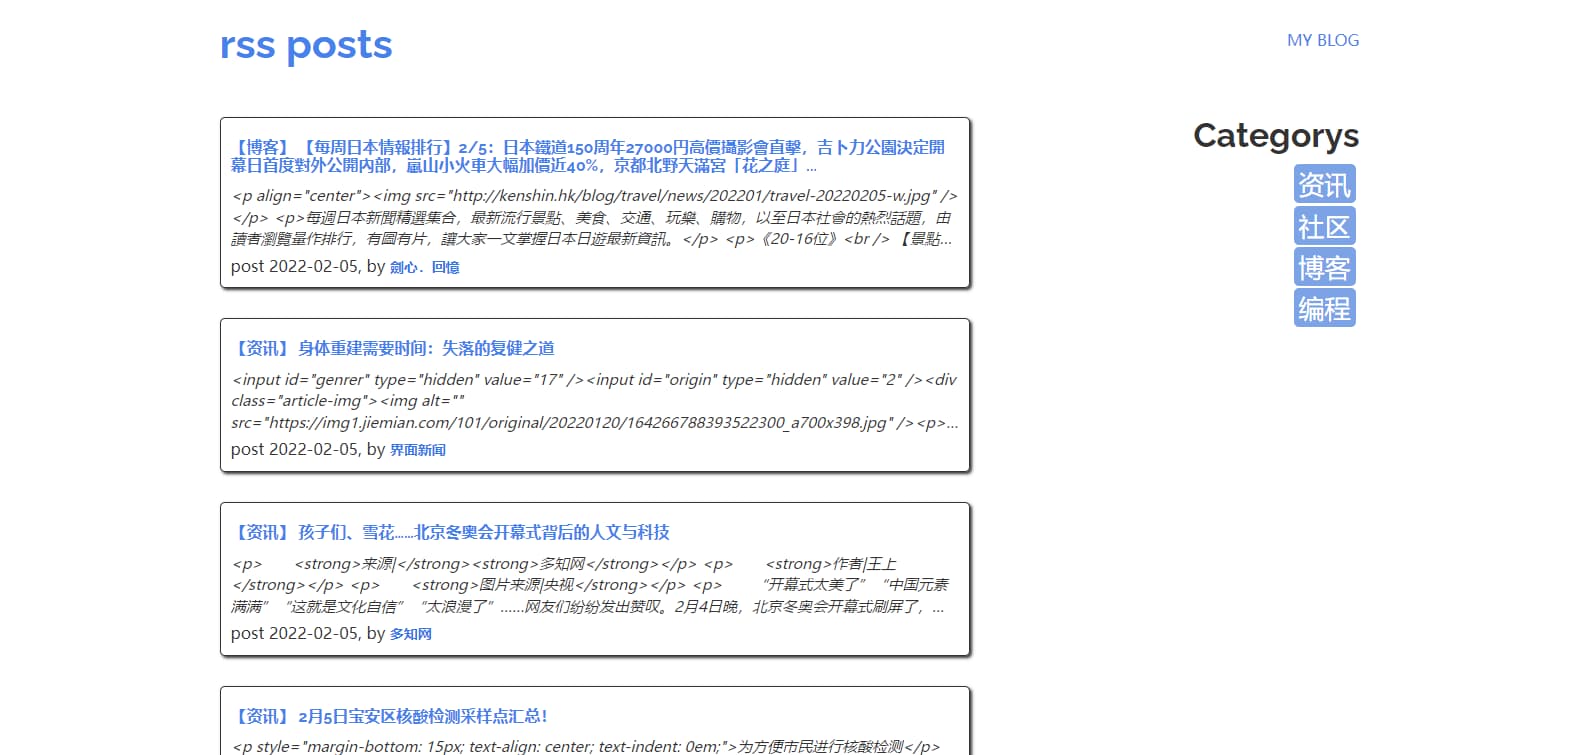 rss posts
MY BLOG
【博客】 【每周日本情報排行】2/5：日本鐵道150周年27000円高價攝影會直擊，吉卜力公園決定開
幕日首度對外公開内部，嵐山小火車大幅加價近40%，京都北野天滿宮「花之庭」...
<p align="center"><img src="http://kenshin.hk/blog/travel/news/202201/travel-20220205-w.jpg" />
</p> <p>每週日本新聞精選集合，最新流行景點、美食、交通、玩樂、購物，以至日本社會的熱烈話題，由
讀者瀏覽量作排行，有圖有片，讓大家一文掌握日本日遊最新資訊。</p> <p>《20-16位》<br /> 【景點...
post 2022-02-05, by 劍心．回憶
【资讯】 身体重建需要时间：失落的复健之道
<input id="genrer" type="hidden" value="17" /><input id="origin" type="hidden" value="2" /><div
class="article-img"><img alt=""
src="https://img1.jiemian.com/101/original/20220120/164266788393522300_a700x398.jpg" /><p>...
post 2022-02-05, by 界面新闻
【资讯】 孩子们、雪花……北京冬奥会开幕式背后的人文与科技
<p>　　<strong>来源|</strong><strong>多知网</strong></p> <p>　　<strong>作者|王上
</strong></p> <p>　　<strong>图片来源|央视</strong></p> <p>　　“开幕式太美了” “中国元素
满满” “这就是文化自信” “太浪漫了”……网友们纷纷发出赞叹。2月4日晚，北京冬奥会开幕式刷屏了，...
post 2022-02-05, by 多知网
【资讯】 2月5日宝安区核酸检测采样点汇总！
<p style="margin-bottom: 15px; text-align: center; text-indent: 0em;">为方便市民进行核酸检测</p>
Categorys
资讯
社区
博客
编程